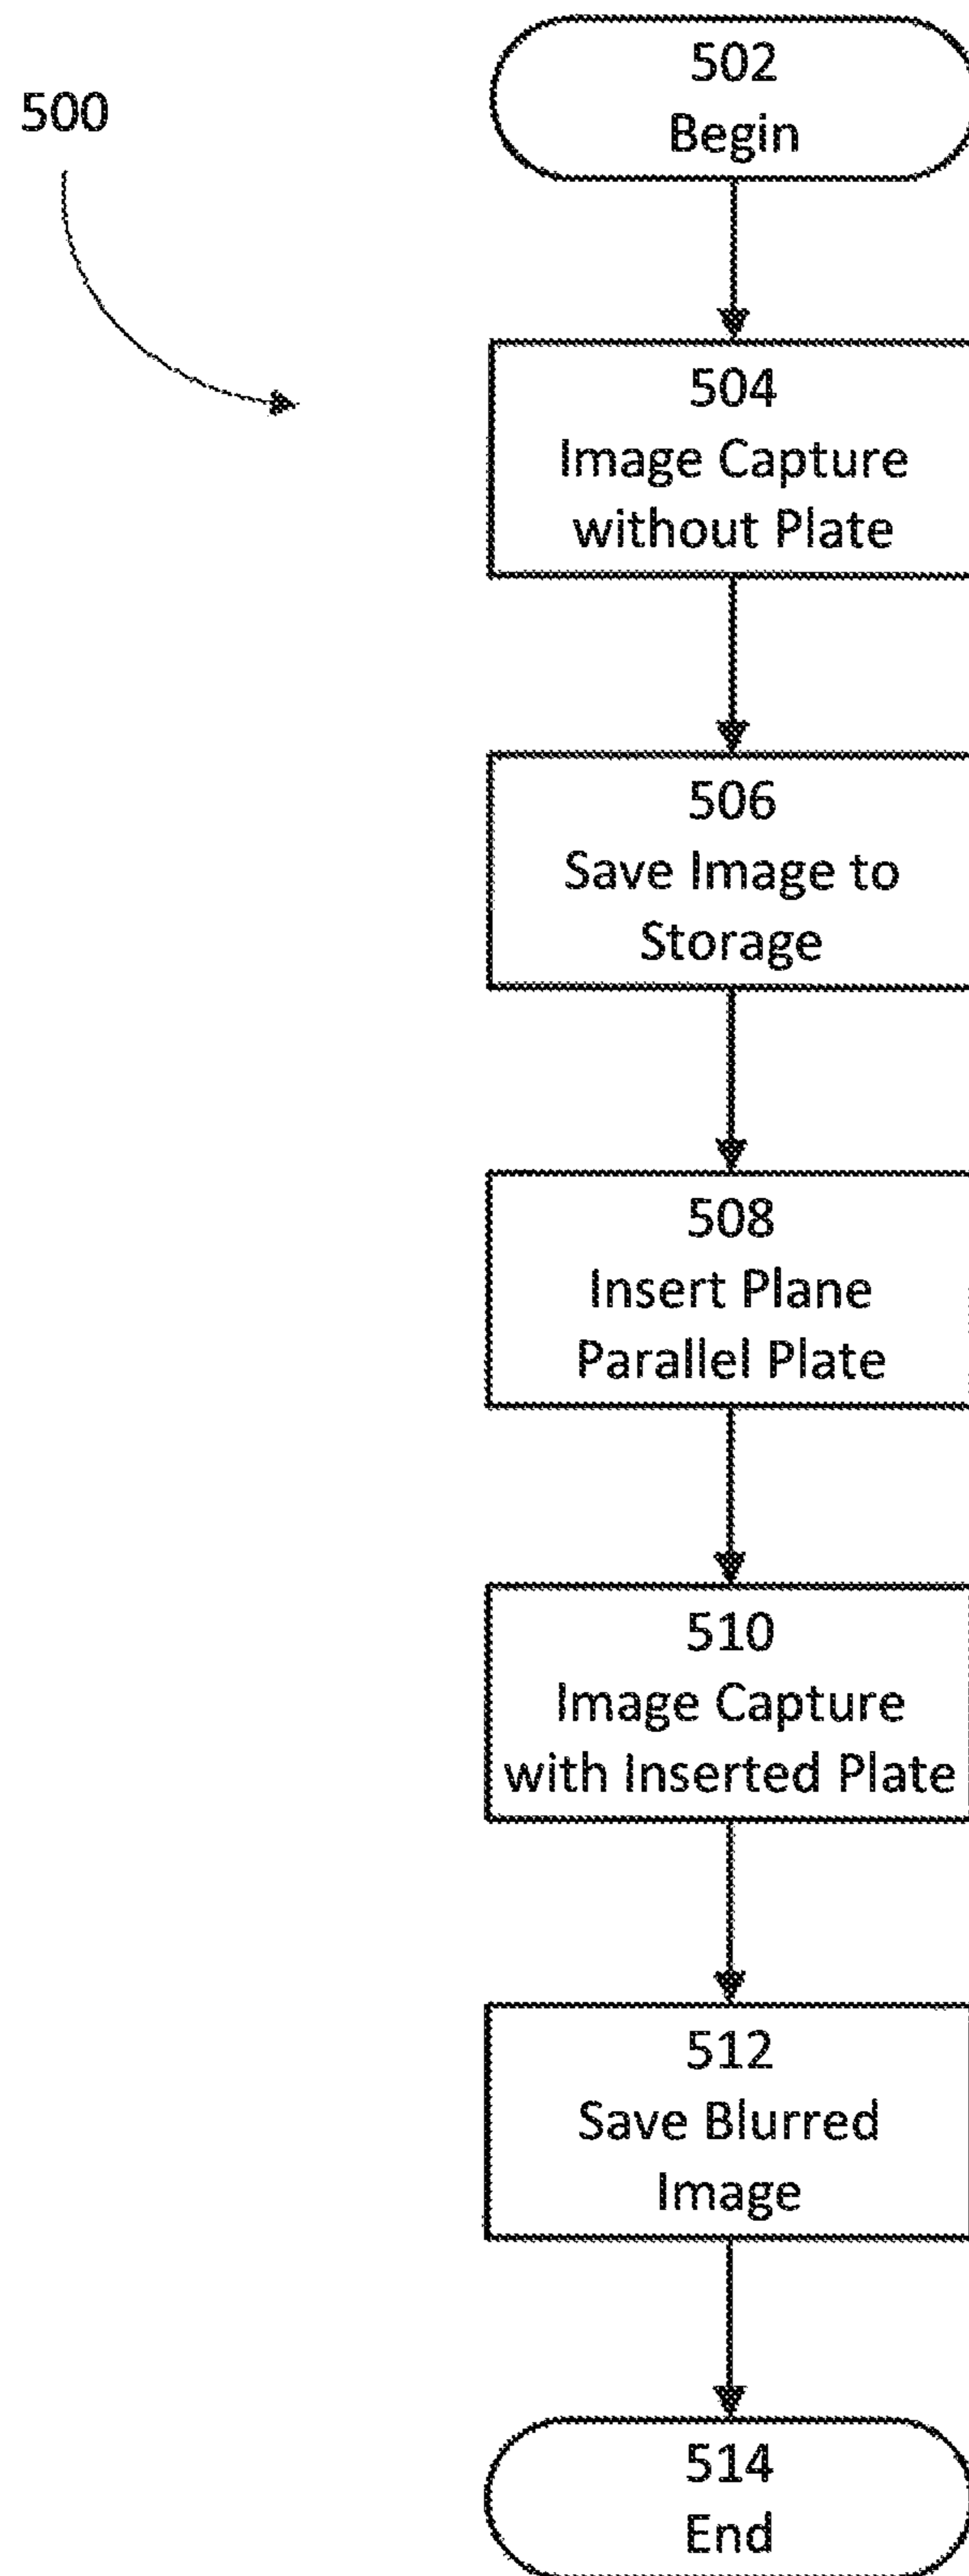 500
502
Begin
504
Image Capture
without Plate
506
Save Image to
Storage
508
Insert Plane
Parallel Plate
510
Image Capture
with Inserted Plate
512
Save Blurred
Image
514
End